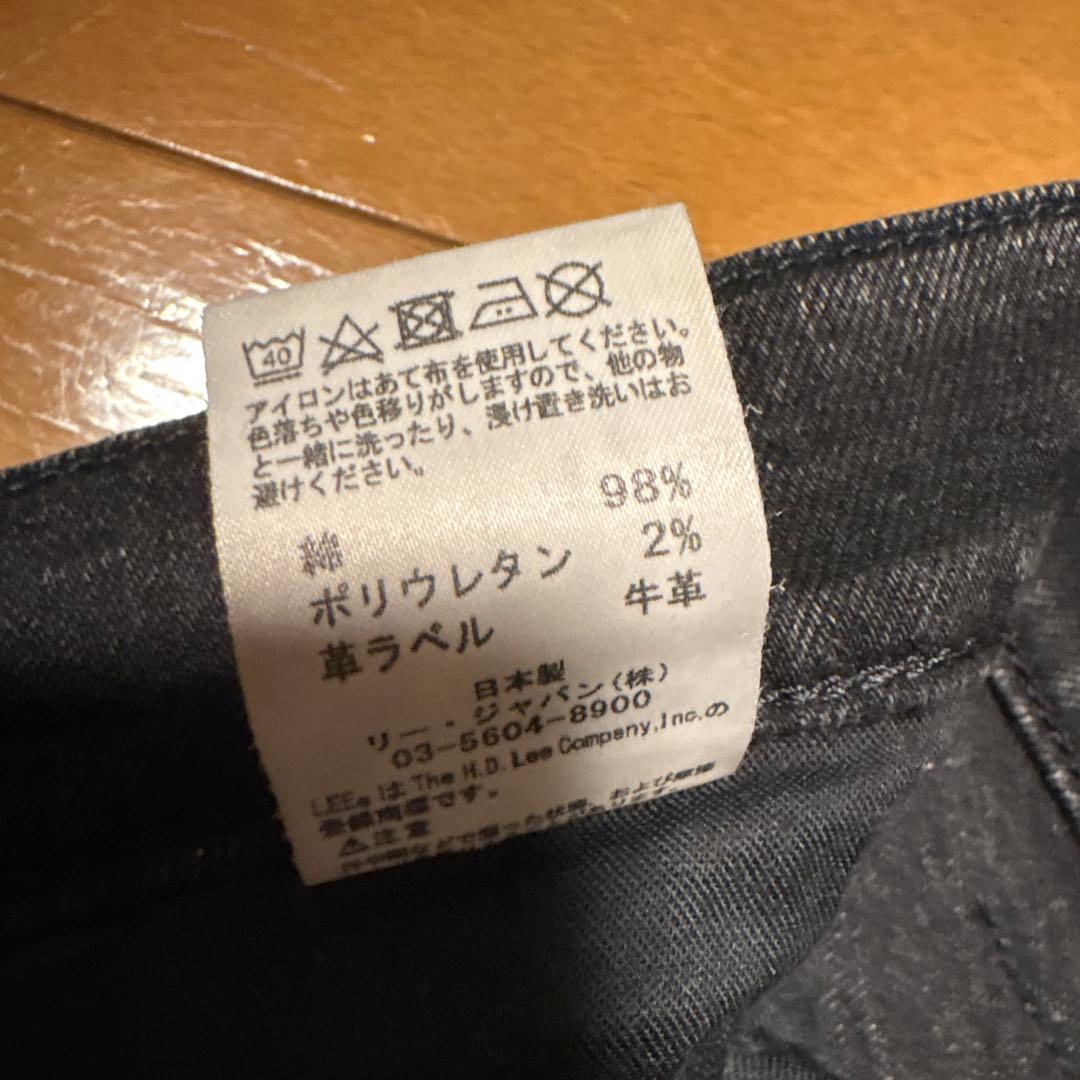 40
アイロンはあて布を使用してください。
色落ちや色移りがしますので、他の物
と一緒に洗ったり、浸け置き洗いはお
避けください。
綿 98%
ポリウレタン 2%
革ラベル 牛革
日本製
リー・ジャパン(株)
03-5604-8900
LEE®は The H.D. Lee Company, Inc.の
登録商標です。
⚠注意